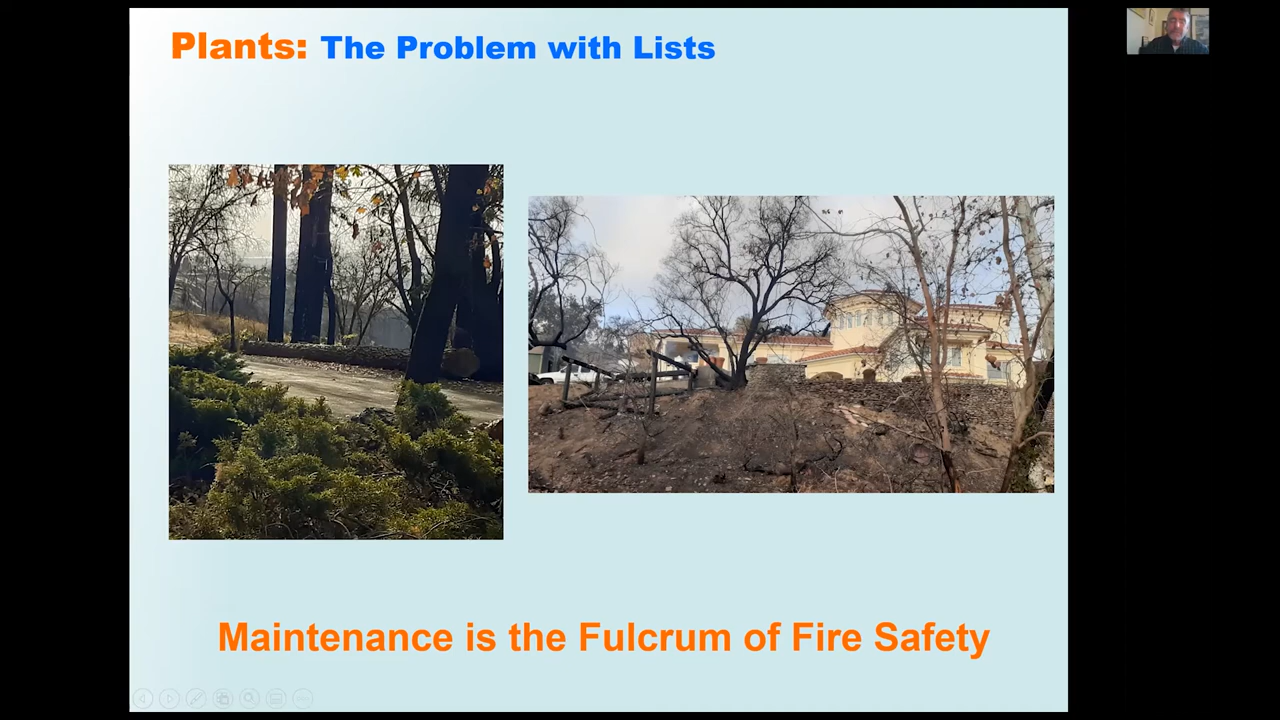 Plants: The Problem with Lists
Maintenance is the Fulcrum of Fire Safety